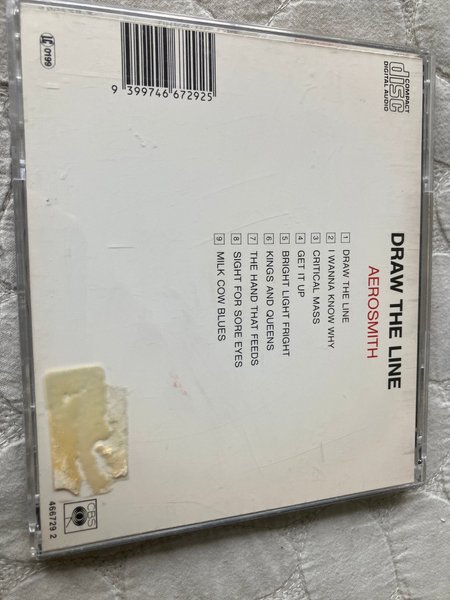 COMPACT
disc
DIGITAL AUDIO
DRAW THE LINE
AEROSMITH
1 DRAW THE LINE
2 I WANNA KNOW WHY
3 CRITICAL MASS
4 GET IT UP
5 BRIGHT LIGHT FRIGHT
6 KINGS AND QUEENS
7 THE HAND THAT FEEDS
8 SIGHT FOR SORE EYES
9 MILK COW BLUES
0199
9 399746 672925
CBS
466729 2